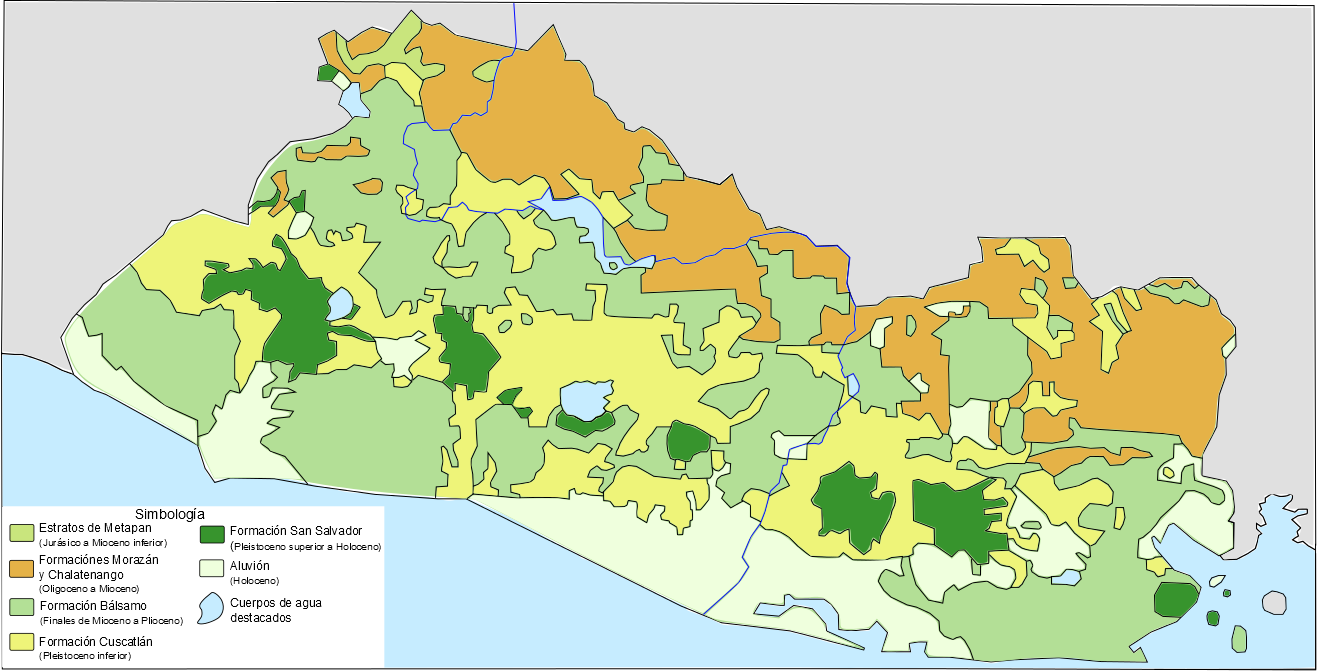 Simbología
Estratos de Metapan
(Jurásico a Mioceno inferior)
Formaciónes Morazán
y Chalatenango
(Oligoceno a Mioceno)
Formación Bálsamo
(Finales de Mioceno a Plioceno)
Formación Cuscatlán
(Pleistoceno inferior)
Formación San Salvador
(Pleistoceno superior a Holoceno)
Aluvión
(Holoceno)
Cuerpos de agua
destacados